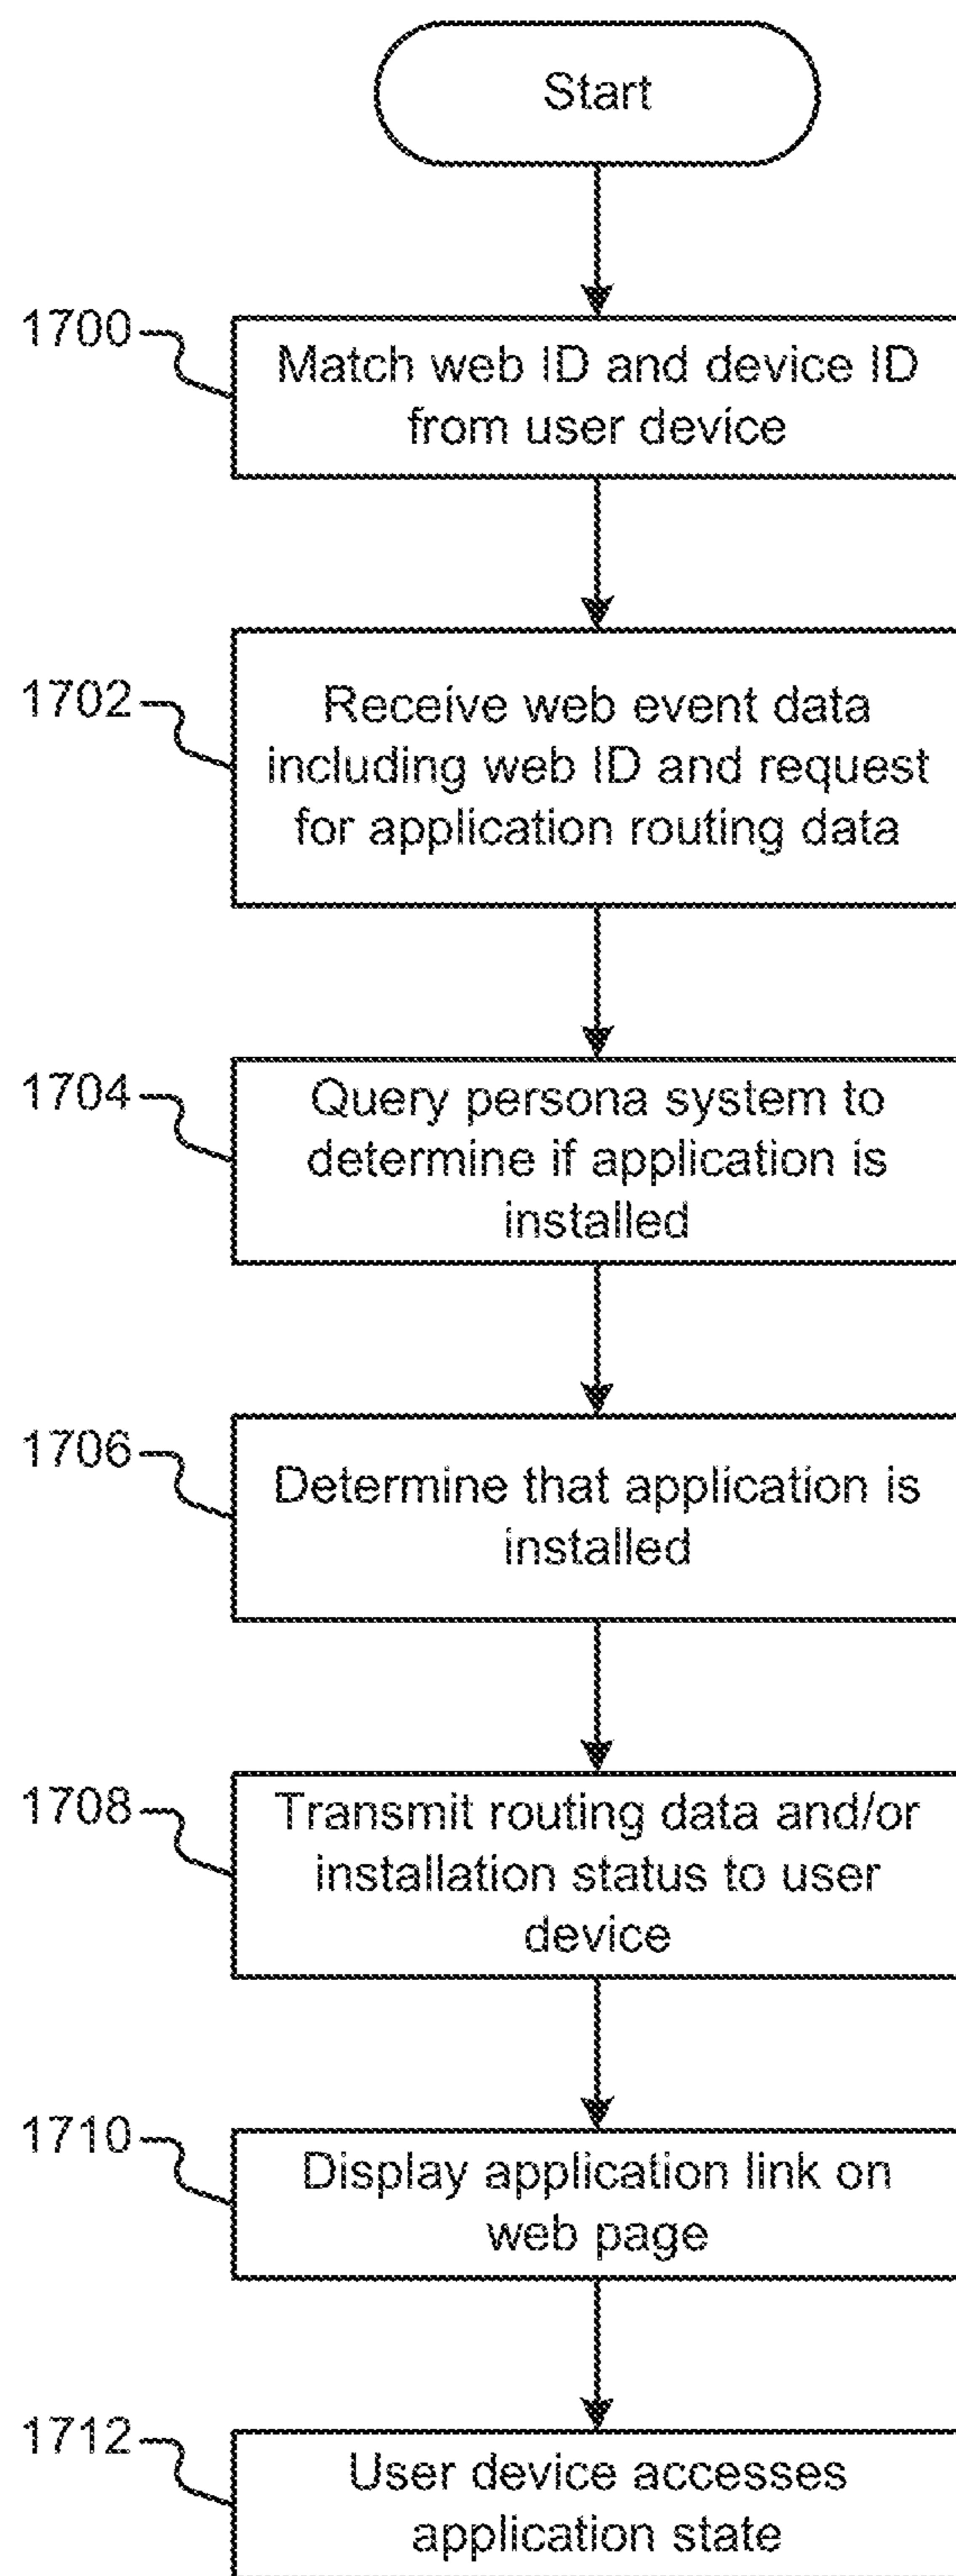 Start
1700
Match web ID and device ID
from user device
1702
Receive web event data
including web ID and request
for application routing data
1704
Query persona system to
determine if application is
installed
1706
Determine that application is
installed
1708
Transmit routing data and/or
installation status to user
device
1710
Display application link on
web page
1712
User device accesses
application state